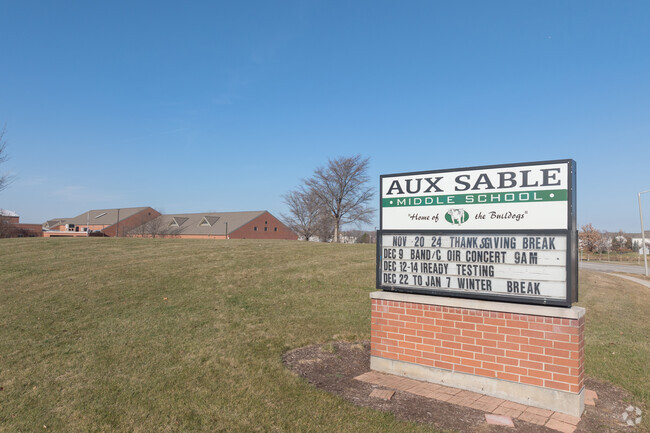 AUX SABLE
• MIDDLE SCHOOL •
"Home of the Bulldogs"
NOV 20 24 THANKSGIVING BREAK
DEC 9 BAND/C OIR CONCERT 9AM
DEC 12-14 IREADY TESTING
DEC 22 TO JAN 7 WINTER BREAK